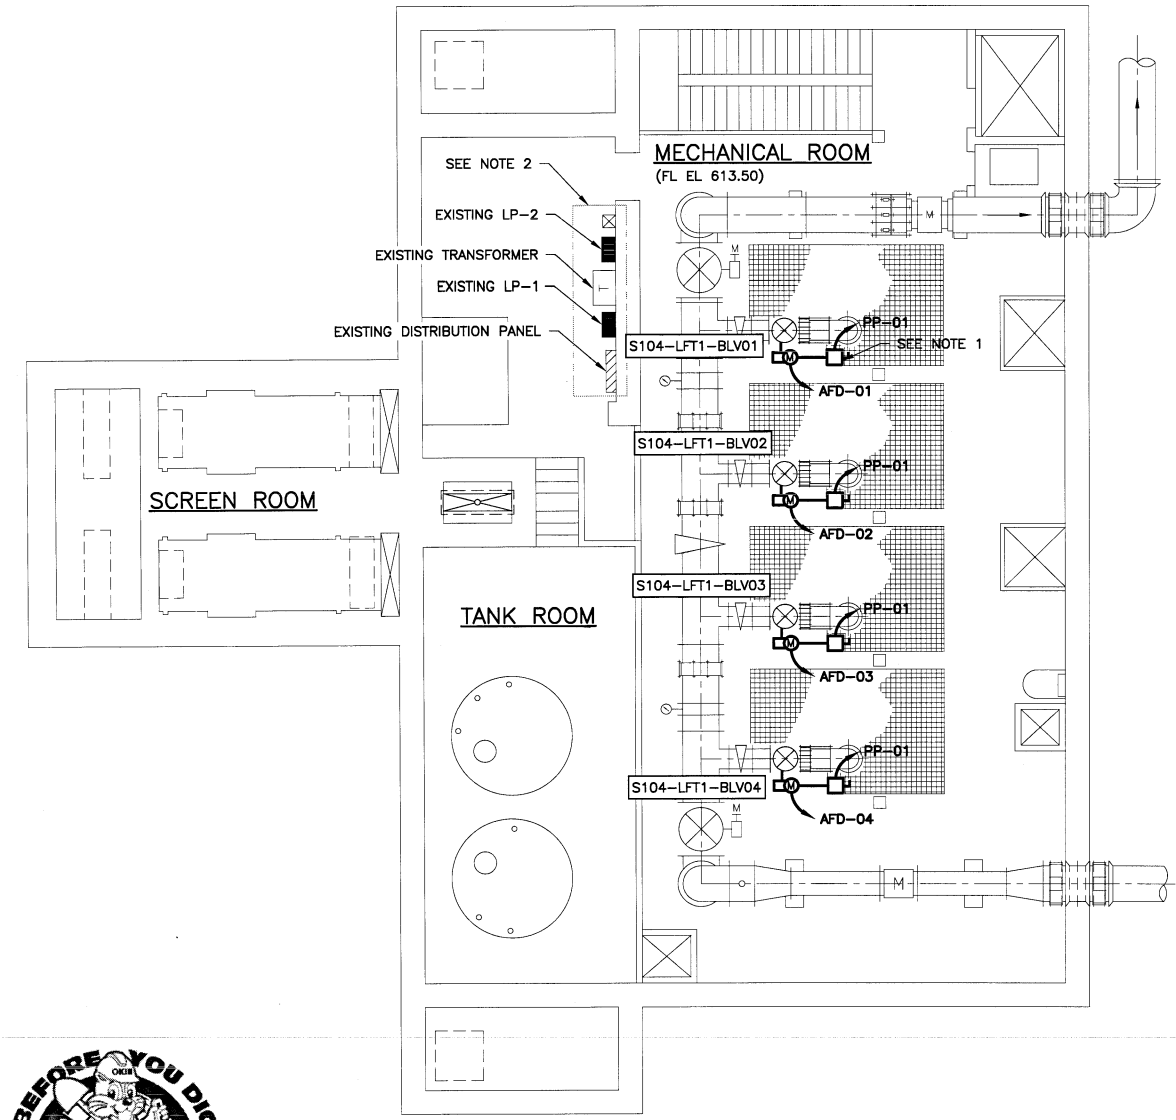 MECHANICAL ROOM
(FL EL 613.50)
SEE NOTE 2
EXISTING LP-2
EXISTING TRANSFORMER
EXISTING LP-1
EXISTING DISTRIBUTION PANEL
T
M
M
PP-01
S104-LFT1-BLV01
SEE NOTE 1
M
AFD-01
S104-LFT1-BLV02
PP-01
SCREEN ROOM
M
AFD-02
S104-LFT1-BLV03
PP-01
TANK ROOM
M
AFD-03
PP-01
S104-LFT1-BLV04
M
M
AFD-04
M
BEFORE YOU DIG